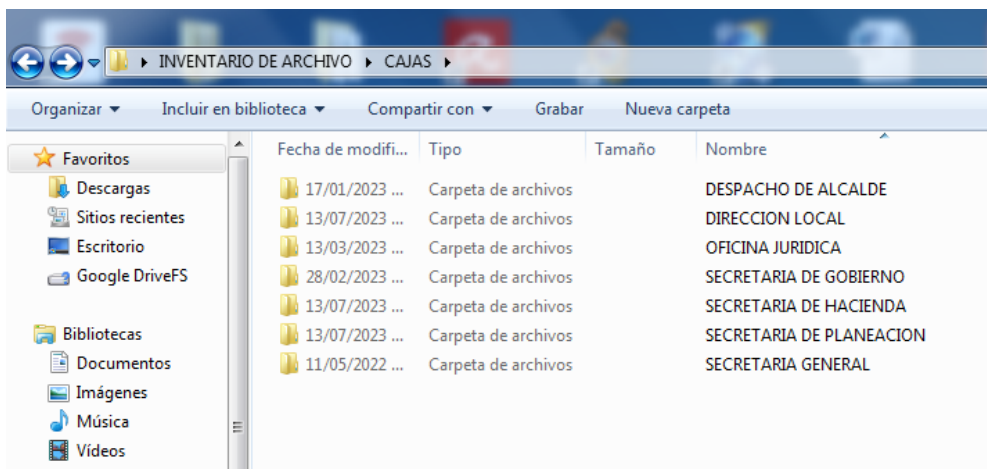 INVENTARIO DE ARCHIVO CAJAS
Organizar Incluir en biblioteca Compartir con Grabar Nueva carpeta
Favoritos
Descargas
Sitios recientes
Escritorio
Google DriveFS
Bibliotecas
Documentos
Imágenes
Música
Vídeos
Fecha de modifi... Tipo Tamaño Nombre
17/01/2023 ... Carpeta de archivos DESPACHO DE ALCALDE
13/07/2023 ... Carpeta de archivos DIRECCION LOCAL
13/03/2023 ... Carpeta de archivos OFICINA JURIDICA
28/02/2023 ... Carpeta de archivos SECRETARIA DE GOBIERNO
13/07/2023 ... Carpeta de archivos SECRETARIA DE HACIENDA
13/07/2023 ... Carpeta de archivos SECRETARIA DE PLANEACION
11/05/2022 ... Carpeta de archivos SECRETARIA GENERAL